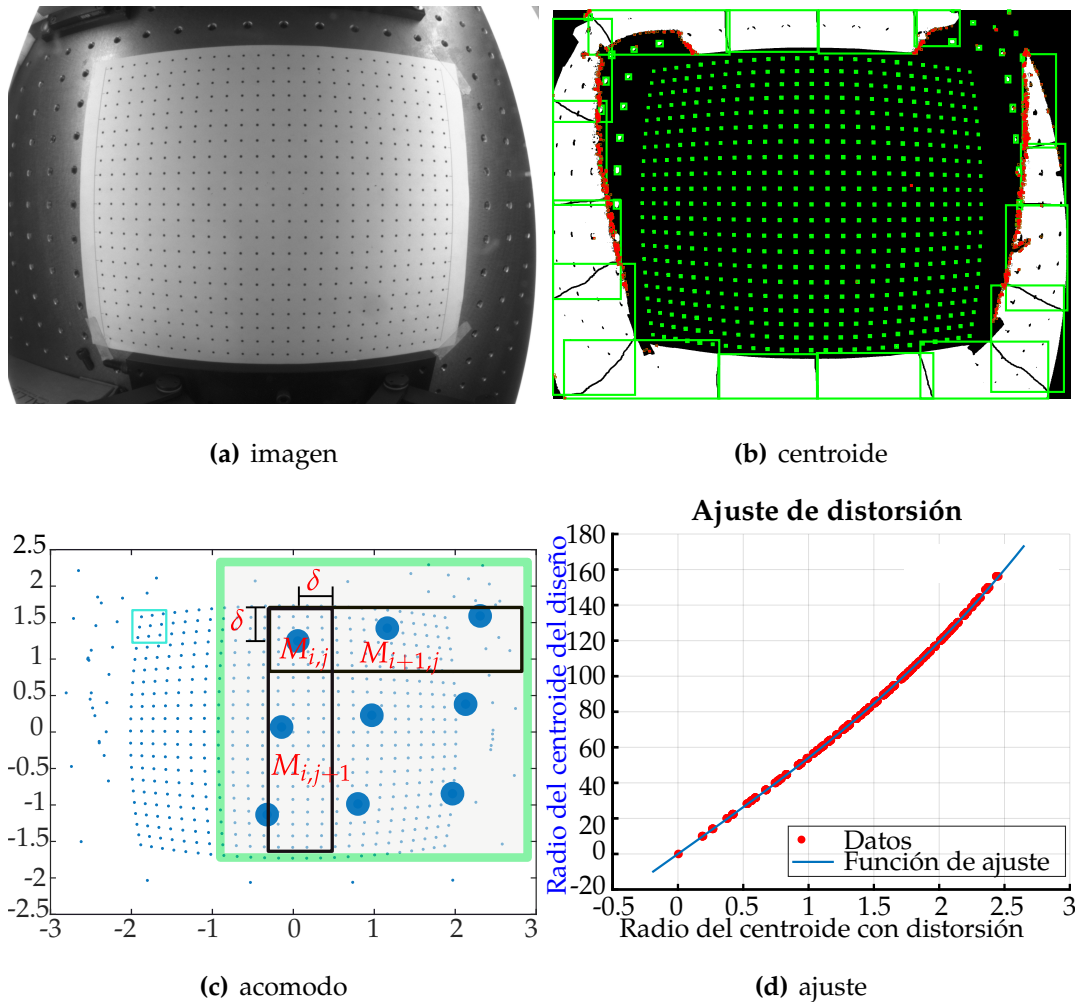 (a) imagen
(b) centroide
2.5
2
1.5
1
0.5
0
-0.5
-1
-1.5
-2
-2.5
-3
-2
-1
0
1
2
3
δ
δ
M_{i,j}
M_{i+1,j}
M_{i,j+1}
(c) acomodo
Ajuste de distorsión
Radio del centroide del diseño
180
160
140
120
100
80
60
40
20
0
-20
-0.5
0
0.5
1
1.5
2
2.5
3
Datos
Función de ajuste
Radio del centroide con distorsión
(d) ajuste